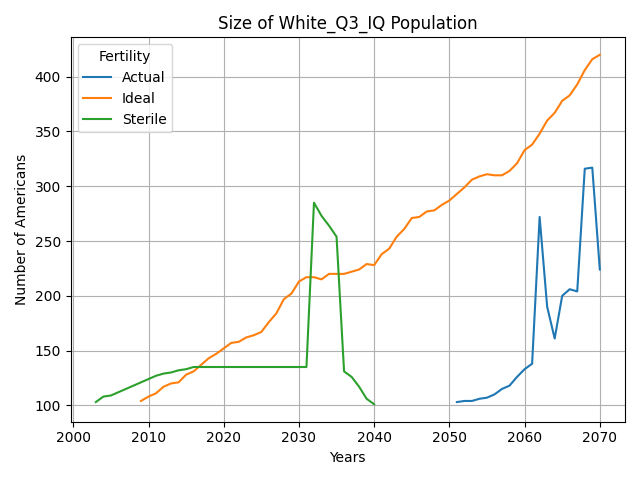 Size of White_Q3_IQ Population
Fertility
Actual
Ideal
Sterile
Number of Americans
400
350
300
250
200
150
100
2000 2010 2020 2030 2040 2050 2060 2070
Years